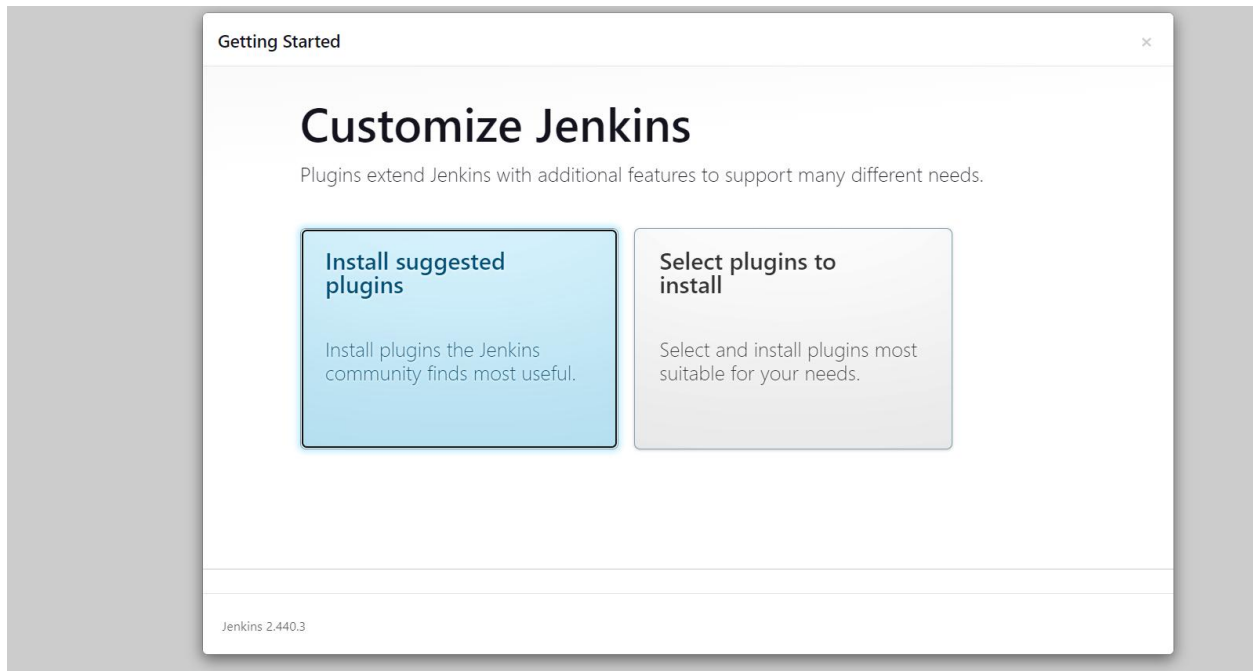 Getting Started
×
Customize Jenkins
Plugins extend Jenkins with additional features to support many different needs.
Install suggested
plugins
Install plugins the Jenkins
community finds most useful.
Select plugins to
install
Select and install plugins most
suitable for your needs.
Jenkins 2.440.3